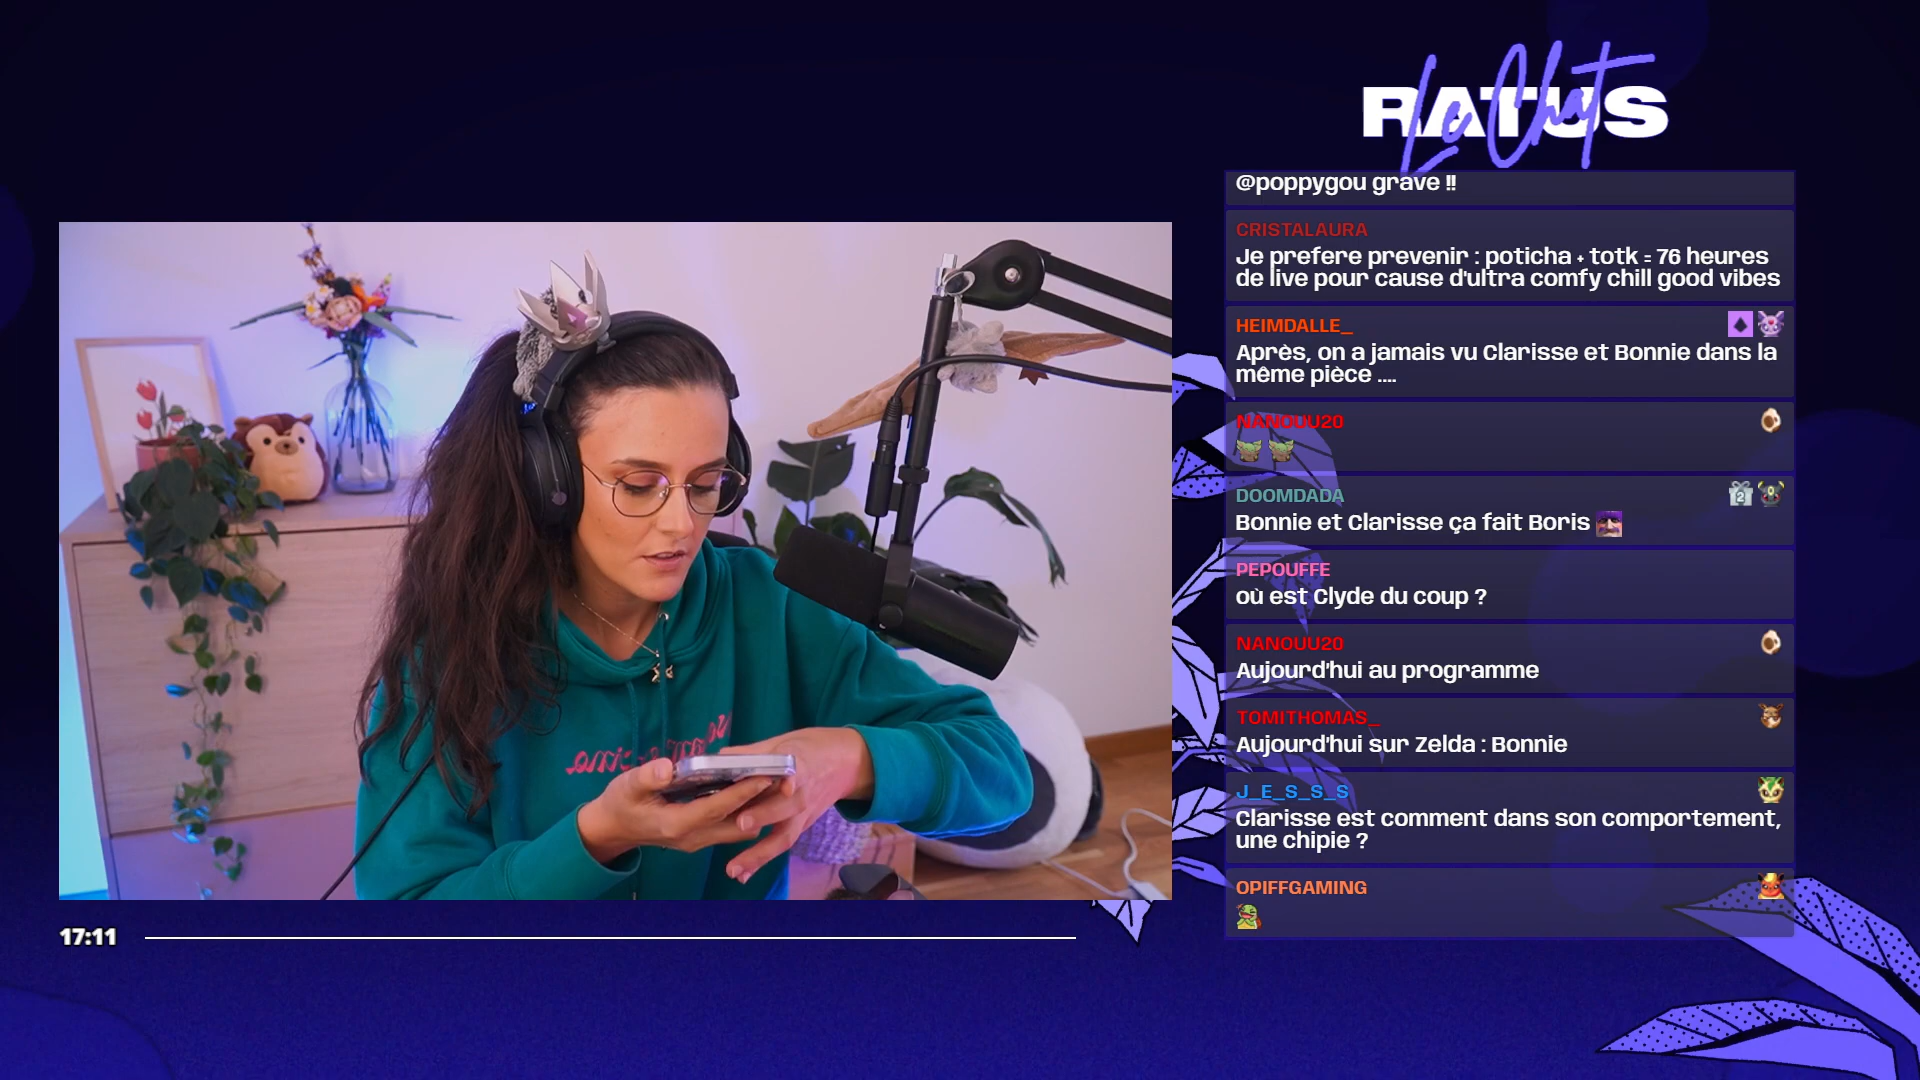 RATUS
Le Chat
@poppygou grave !!
CRISTALAURA
Je prefere prevenir : poticha + totk = 76 heures
de live pour cause d'ultra comfy chill good vibes
HEIMDALLE_
Après, on a jamais vu Clarisse et Bonnie dans la
même pièce ....
NANOUU20
DOOMDADA
2
Bonnie et Clarisse ça fait Boris
PEPOUFFE
où est Clyde du coup ?
NANOUU20
Aujourd'hui au programme
TOMITHOMAS_
Aujourd'hui sur Zelda : Bonnie
J_E_S_S_S
Clarisse est comment dans son comportement,
une chipie ?
OPIFFGAMING
17:11